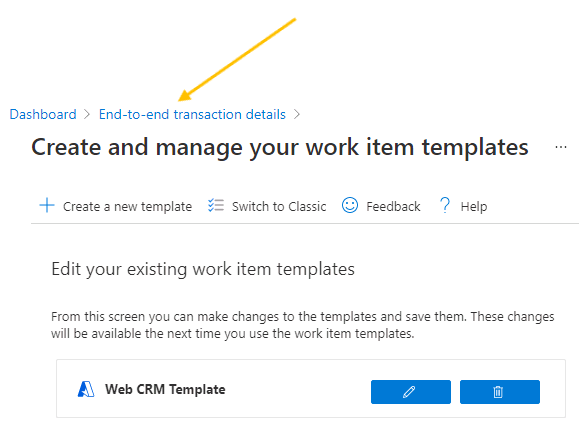 Dashboard > End-to-end transaction details >
Create and manage your work item templates ...
+ Create a new template Switch to Classic Feedback ? Help
Edit your existing work item templates
From this screen you can make changes to the templates and save them. These changes
will be available the next time you use the work item templates.
Web CRM Template